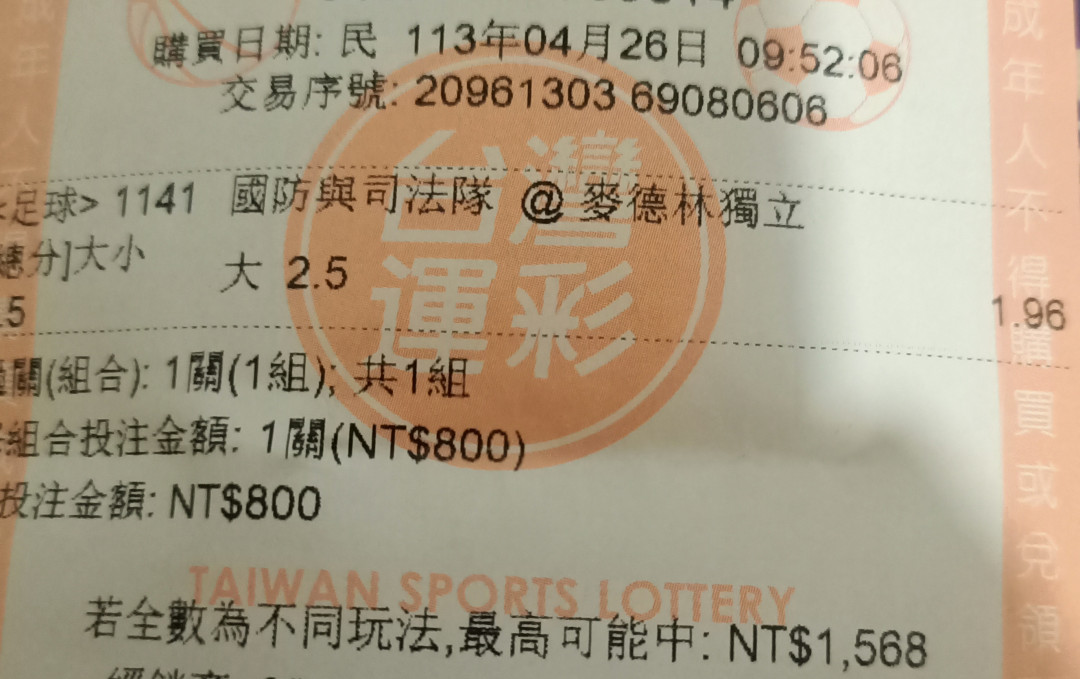 購買日期: 民 113年04月26日 09:52:06
交易序號: 20961303 69080606
足球> 1141 國防與司法隊 @ 麥德林獨立
總分]大小
大 2.5
.5
1.96
關(組合): 1關(1組); 共1組
組合投注金額: 1關(NT$800)
投注金額: NT$800
TAIWAN SPORTS LOTTERY
若全數為不同玩法,最高可能中: NT$1,568
台灣
運彩
成年人不得購買或兌領
成年人